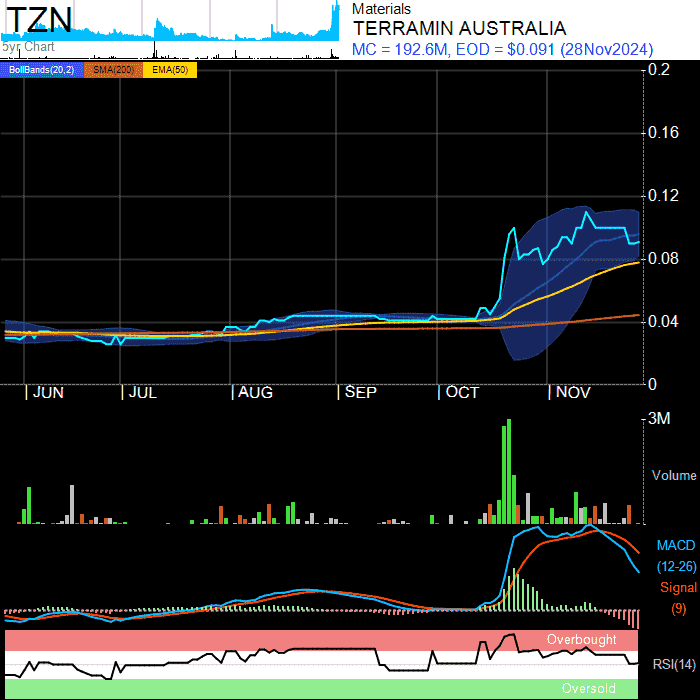 TZN
5yr Chart
Materials
TERRAMIN AUSTRALIA
MC = 192.6M, EOD = $0.091 (28Nov2024)
BollBands(20,2) SMA(200) EMA(50)
0.2
0.16
0.12
0.08
0.04
0
JUN JUL AUG SEP OCT NOV
3M
Volume
MACD
(12-26)
Signal
(9)
Overbought
RSI(14)
Oversold